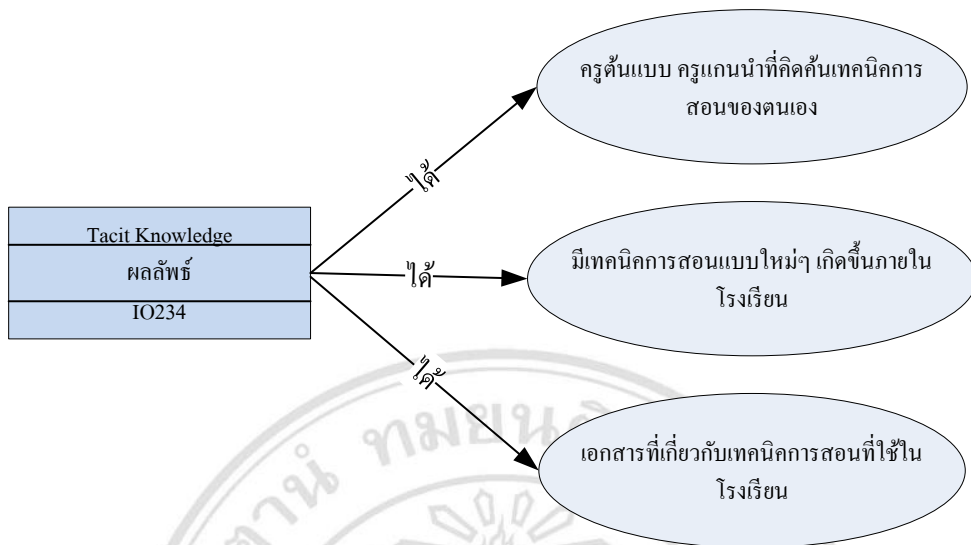 ครูต้นแบบ ครูแกนนำที่คิดค้นเทคนิคการ
สอนของตนเอง
ได้
Tacit Knowledge
ผลลัพธ์
IO234
ได้
มีเทคนิคการสอนแบบใหม่ๆ เกิดขึ้นภายใน
โรงเรียน
ได้
เอกสารที่เกี่ยวกับเทคนิคการสอนที่ใช้ใน
โรงเรียน